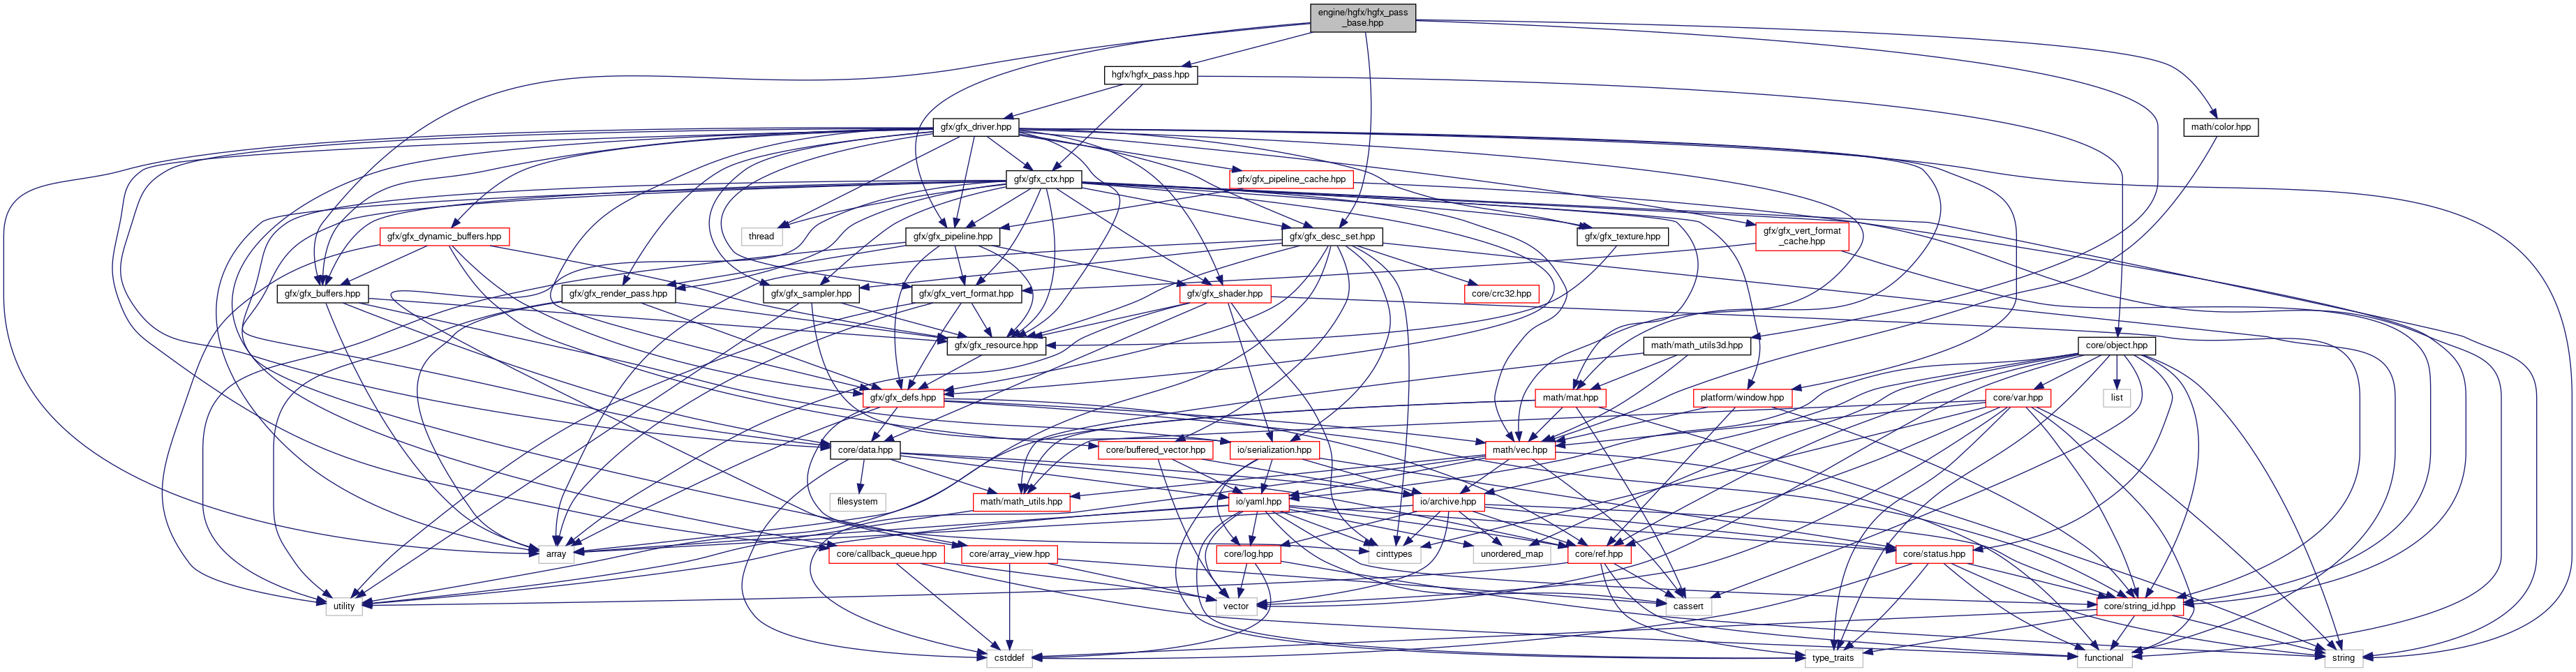 engine/hgfx/hgfx_pass
_base.hpp
hgfx/hgfx_pass.hpp
gfx/gfx_driver.hpp
math/color.hpp
gfx/gfx_ctx.hpp
gfx/gfx_pipeline_cache.hpp
gfx/gfx_dynamic_buffers.hpp
thread
gfx/gfx_pipeline.hpp
gfx/gfx_desc_set.hpp
gfx/gfx_texture.hpp
gfx/gfx_vert_format
_cache.hpp
gfx/gfx_buffers.hpp
gfx/gfx_render_pass.hpp
gfx/gfx_sampler.hpp
gfx/gfx_vert_format.hpp
gfx/gfx_shader.hpp
core/crc32.hpp
gfx/gfx_resource.hpp
math/math_utils3d.hpp
core/object.hpp
gfx/gfx_defs.hpp
math/mat.hpp
platform/window.hpp
core/var.hpp
list
core/data.hpp
core/buffered_vector.hpp
io/serialization.hpp
math/vec.hpp
filesystem
math/math_utils.hpp
io/yaml.hpp
io/archive.hpp
array
core/callback_queue.hpp
core/array_view.hpp
core/log.hpp
cinttypes
unordered_map
core/ref.hpp
core/status.hpp
utility
vector
cassert
core/string_id.hpp
cstddef
type_traits
functional
string